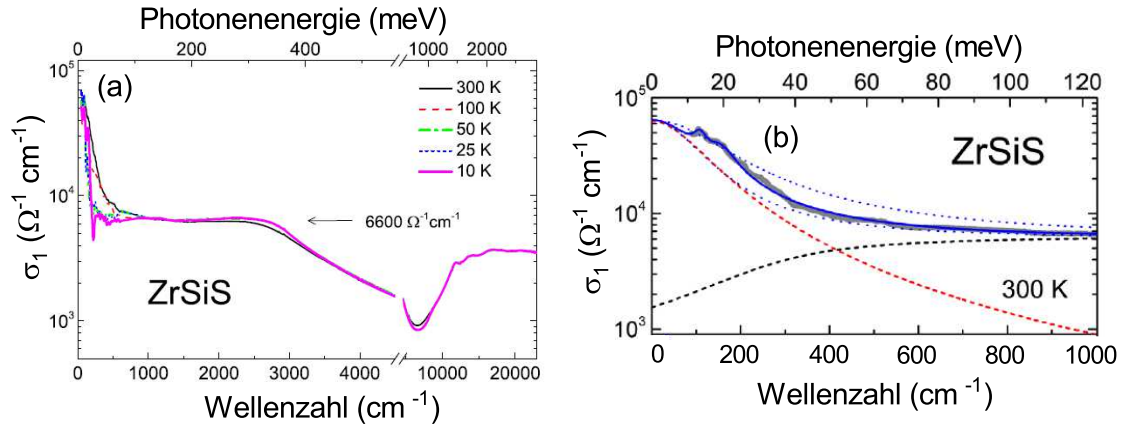 Photonenenergie (meV)
0 200 400 1000 2000
10⁵
(a)
300 K
100 K
50 K
25 K
10 K
σ₁ (Ω⁻¹ cm⁻¹)
10⁴
6600 Ω⁻¹cm⁻¹
ZrSiS
10³
0 1000 2000 3000 4000 10000 20000
Wellenzahl (cm⁻¹)
Photonenenergie (meV)
0 20 40 60 80 100 120
10⁵
(b)
ZrSiS
σ₁ (Ω⁻¹ cm⁻¹)
10⁴
300 K
10³
0 200 400 600 800 1000
Wellenzahl (cm⁻¹)